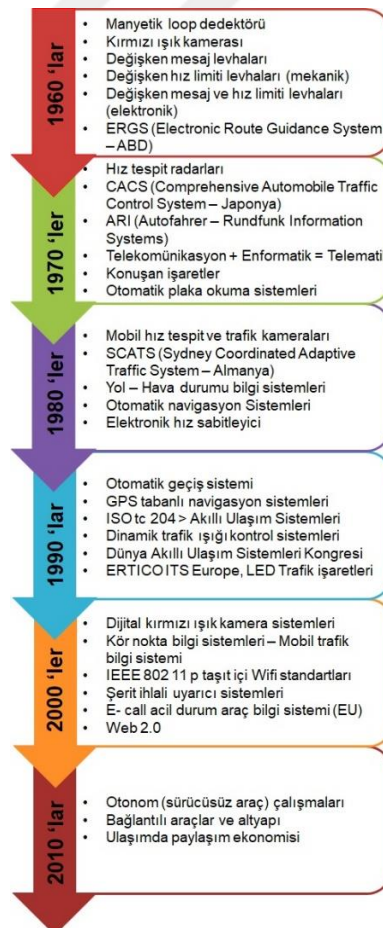 1960 'lar
• Manyetik loop dedektörü
• Kırmızı ışık kamerası
• Değişken mesaj levhaları
• Değişken hız limiti levhaları (mekanik)
• Değişken mesaj ve hız limiti levhaları
(elektronik)
• ERGS (Electronic Route Guidance System
– ABD)
1970 'ler
• Hız tespit radarları
• CACS (Comprehensive Automobile Traffic
Control System – Japonya)
• ARI (Autofahrer – Rundfunk Information
Systems)
• Telekomünikasyon + Enformatik = Telemati
• Konuşan işaretler
• Otomatik plaka okuma sistemleri
1980 'ler
• Mobil hız tespit ve trafik kameraları
• SCATS (Sydney Coordinated Adaptive
Traffic System – Almanya)
• Yol – Hava durumu bilgi sistemleri
• Otomatik navigasyon Sistemleri
• Elektronik hız sabitleyici
1990 'lar
• Otomatik geçiş sistemi
• GPS tabanlı navigasyon sistemleri
• ISO tc 204 > Akıllı Ulaşım Sistemleri
• Dinamik trafik ışığı kontrol sistemleri
• Dünya Akıllı Ulaşım Sistemleri Kongresi
• ERTICO ITS Europe, LED Trafik işaretleri
2000 'ler
• Dijital kırmızı ışık kamera sistemleri
• Kör nokta bilgi sistemleri – Mobil trafik
bilgi sistemi
• IEEE 802 11 p taşıt içi Wifi standartları
• Şerit ihlali uyarıcı sistemleri
• E- call acil durum araç bilgi sistemi (EU)
• Web 2.0
2010 'lar
• Otonom (sürücüsüz araç) çalışmaları
• Bağlantılı araçlar ve altyapı
• Ulaşımda paylaşım ekonomisi